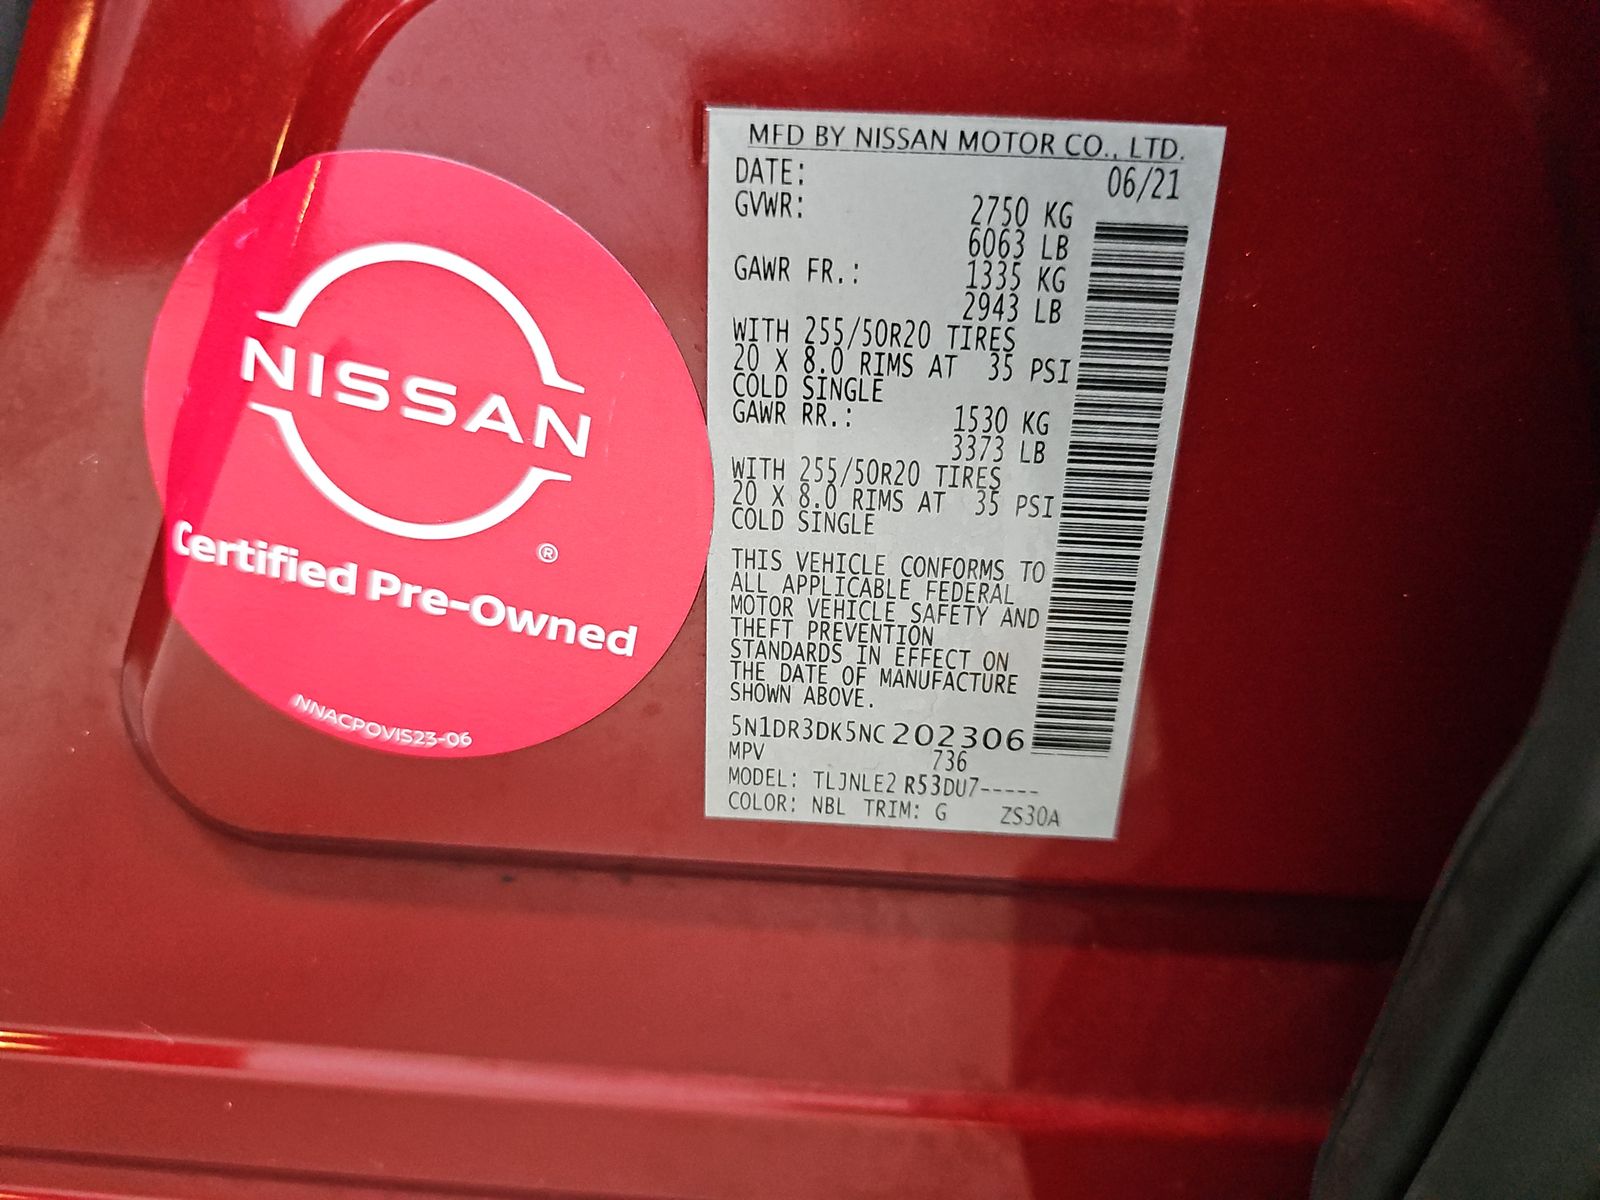 NISSAN
®
Certified Pre-Owned
NNACPOVIS23-06
MFD BY NISSAN MOTOR CO., LTD.
DATE: 06/21
GVWR: 2750 KG
6063 LB
GAWR FR.: 1335 KG
2943 LB
WITH 255/50R20 TIRES
20 X 8.0 RIMS AT 35 PSI
COLD SINGLE
GAWR RR.: 1530 KG
3373 LB
WITH 255/50R20 TIRES
20 X 8.0 RIMS AT 35 PSI
COLD SINGLE
THIS VEHICLE CONFORMS TO
ALL APPLICABLE FEDERAL
MOTOR VEHICLE SAFETY AND
THEFT PREVENTION
STANDARDS IN EFFECT ON
THE DATE OF MANUFACTURE
SHOWN ABOVE.
5N1DR3DK5NC202306
MPV 736
MODEL: TLJNLE2 R53DU7-----
COLOR: NBL TRIM: G ZS30A